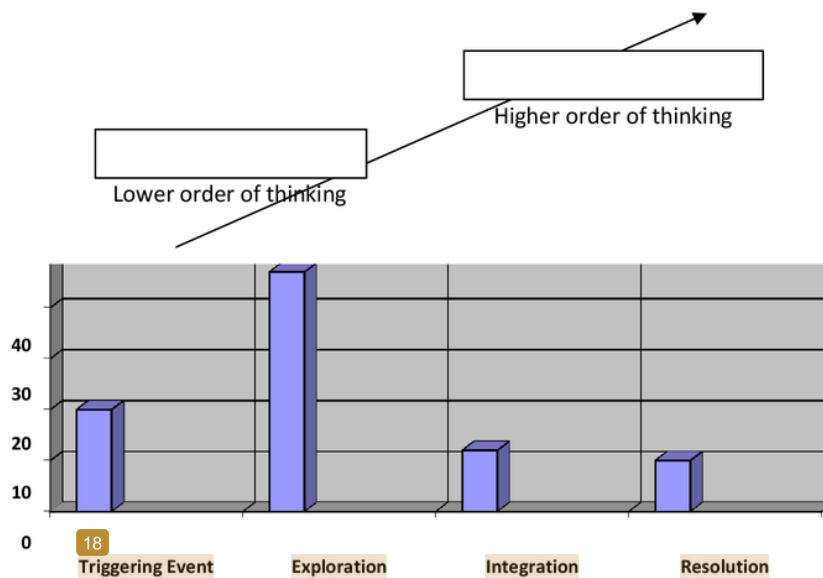 Higher order of thinking
Lower order of thinking
40
30
20
10
0
18
Triggering Event
Exploration
Integration
Resolution